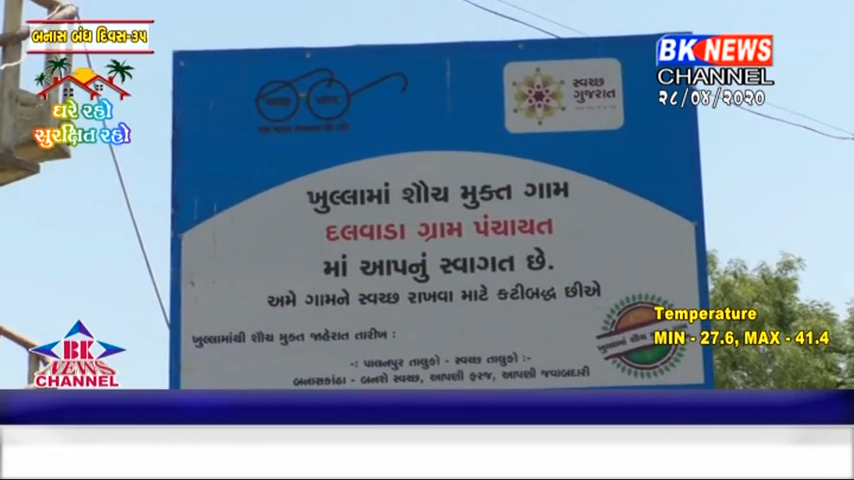 બનાસ બંધ દિવસ-૩૫
ઘરે રહો
સુરક્ષિત રહો
BK NEWS
CHANNEL
૨૮/૦૪/૨૦૨૦
સ્વચ્છ
ગુજરાત
ખુલ્લામાં શૌચ મુક્ત ગામ
દલવાડા ગ્રામ પંચાયત
માં આપનું સ્વાગત છે.
અમે ગામને સ્વચ્છ રાખવા માટે કટીબદ્ધ છીએ
ખુલ્લામાંથી શૌચ મુક્ત જાહેરાત તારીખ :
-: પાલનપુર તાલુકો - સ્વચ્છ તાલુકો :-
બનાસકાંઠા - બનશે સ્વચ્છ, આપણી ફરજ, આપણી જવાબદારી
ખુલ્લામાં શૌચ
Temperature
MIN - 27.6, MAX - 41.4
BK
NEWS
CHANNEL